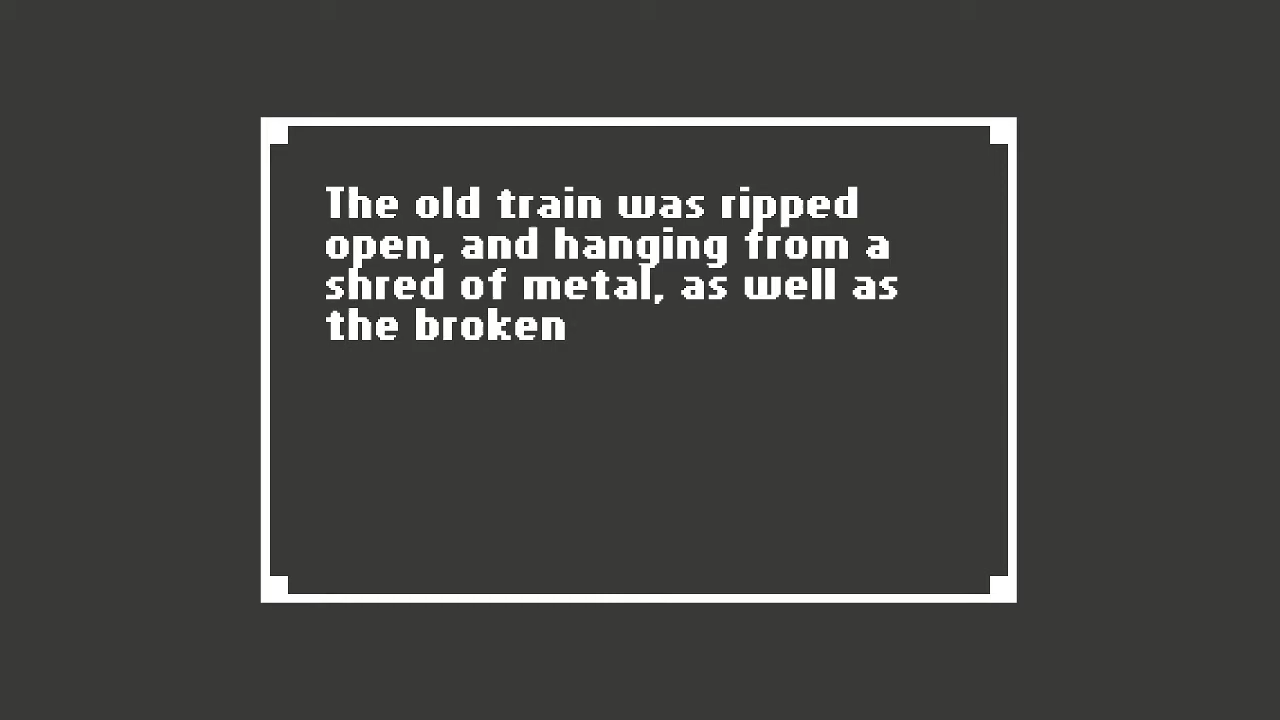 The old train was ripped
open, and hanging from a
shred of metal, as well as
the broken